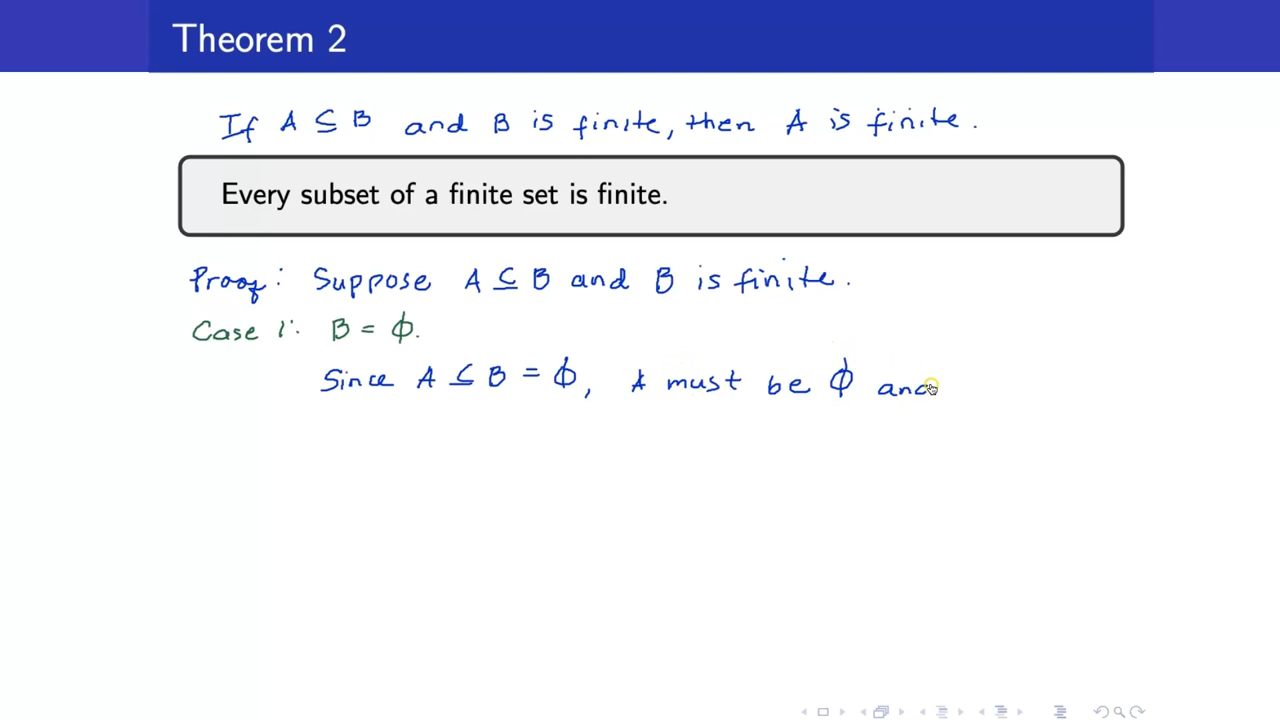 Theorem 2
If A ⊆ B and B is finite, then A is finite.
Every subset of a finite set is finite.
Proof: Suppose A ⊆ B and B is finite.
Case 1: B = ϕ.
Since A ⊆ B = ϕ, A must be ϕ and